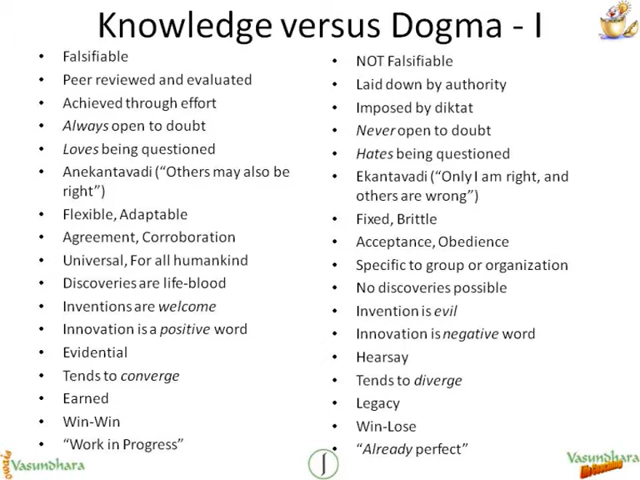 Knowledge versus Dogma - I
• Falsifiable
• Peer reviewed and evaluated
• Achieved through effort
• Always open to doubt
• Loves being questioned
• Anekantavadi (“Others may also be
right”)
• Flexible, Adaptable
• Agreement, Corroboration
• Universal, For all humankind
• Discoveries are life-blood
• Inventions are welcome
• Innovation is a positive word
• Evidential
• Tends to converge
• Earned
• Win-Win
• “Work in Progress”
• NOT Falsifiable
• Laid down by authority
• Imposed by diktat
• Never open to doubt
• Hates being questioned
• Ekantavadi (“Only I am right, and
others are wrong”)
• Fixed, Brittle
• Acceptance, Obedience
• Specific to group or organization
• No discoveries possible
• Invention is evil
• Innovation is negative word
• Hearsay
• Tends to diverge
• Legacy
• Win-Lose
• “Already perfect”
Vasundhara
Vasundhara